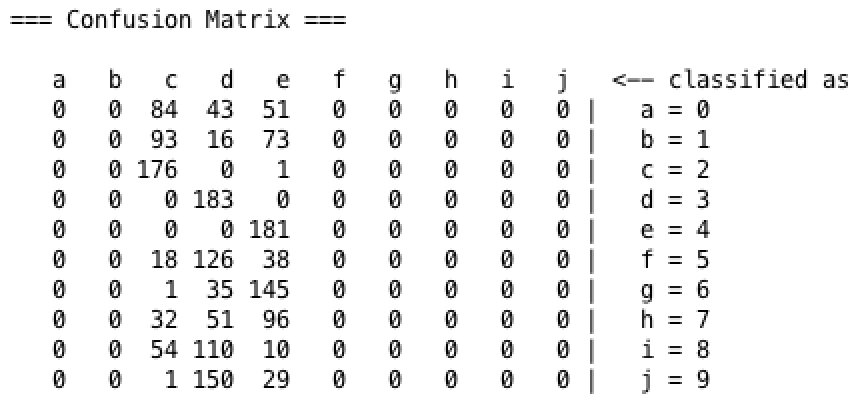 === Confusion Matrix ===
a b c d e f g h i j <-- classified as
0 0 84 43 51 0 0 0 0 0 | a = 0
0 0 93 16 73 0 0 0 0 0 | b = 1
0 0 176 0 1 0 0 0 0 0 | c = 2
0 0 0 183 0 0 0 0 0 0 | d = 3
0 0 0 0 181 0 0 0 0 0 | e = 4
0 0 18 126 38 0 0 0 0 0 | f = 5
0 0 1 35 145 0 0 0 0 0 | g = 6
0 0 32 51 96 0 0 0 0 0 | h = 7
0 0 54 110 10 0 0 0 0 0 | i = 8
0 0 1 150 29 0 0 0 0 0 | j = 9